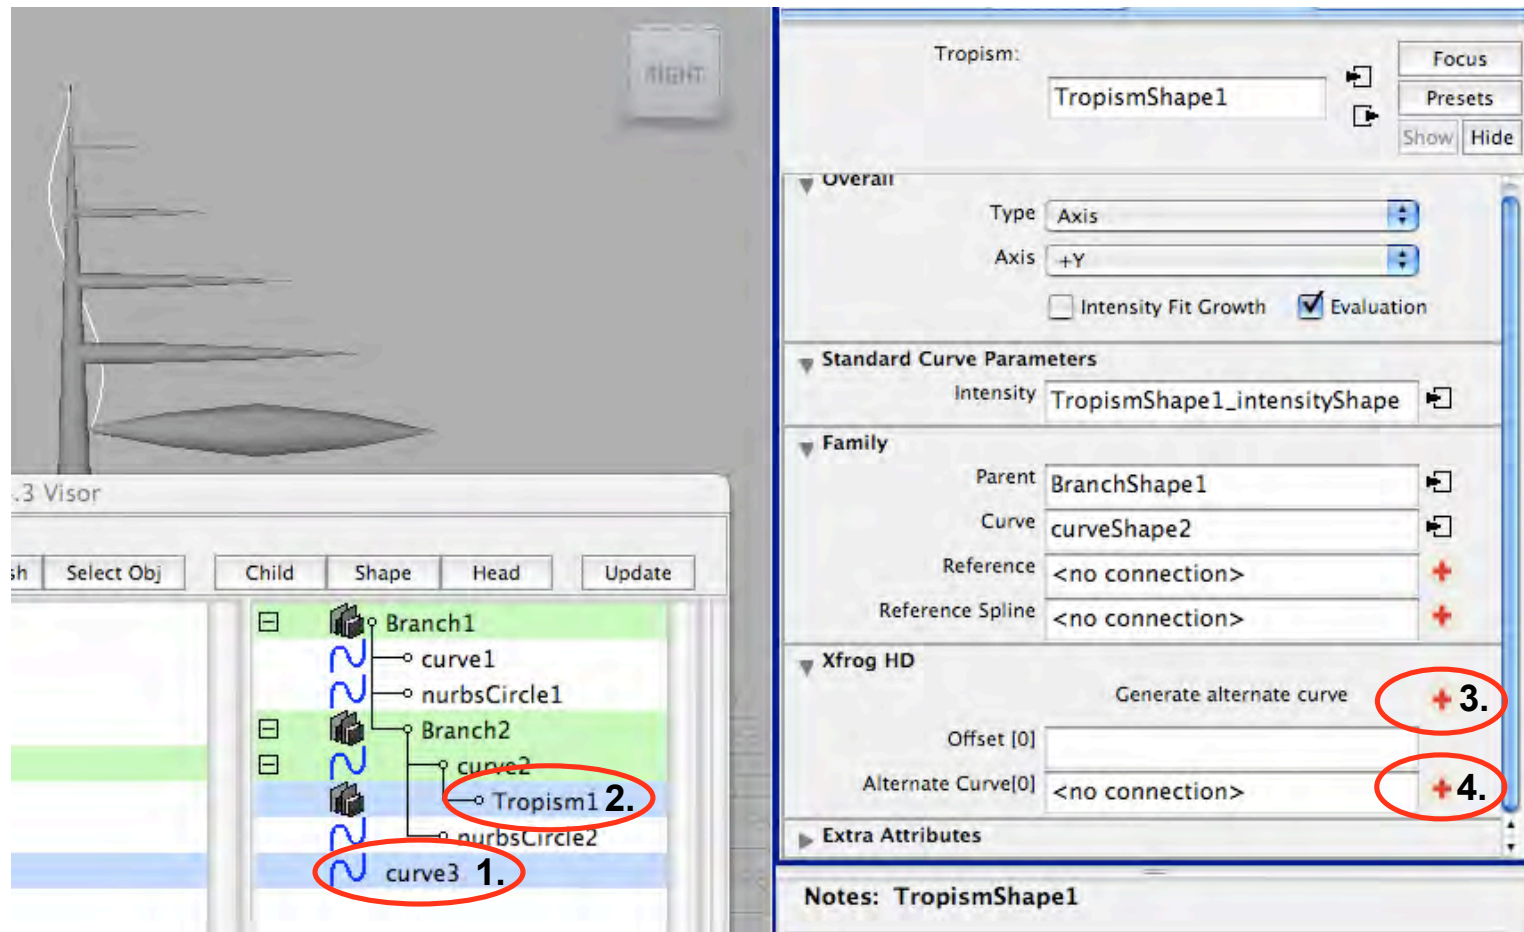 RIGHT
Tropism:
TropismShape1
Focus
Presets
Show Hide
Overall
Type Axis
Axis +Y
Intensity Fit Growth Evaluation
Standard Curve Parameters
Intensity TropismShape1_intensityShape
Family
Parent BranchShape1
Curve curveShape2
Reference <no connection>
Reference Spline <no connection>
Xfrog HD
Generate alternate curve 3.
Offset [0]
Alternate Curve[0] <no connection> 4.
Extra Attributes
Notes: TropismShape1
.3 Visor
sh Select Obj Child Shape Head Update
Branch1
curve1
nurbsCircle1
Branch2
curve2
Tropism1 2.
nurbsCircle2
curve3 1.